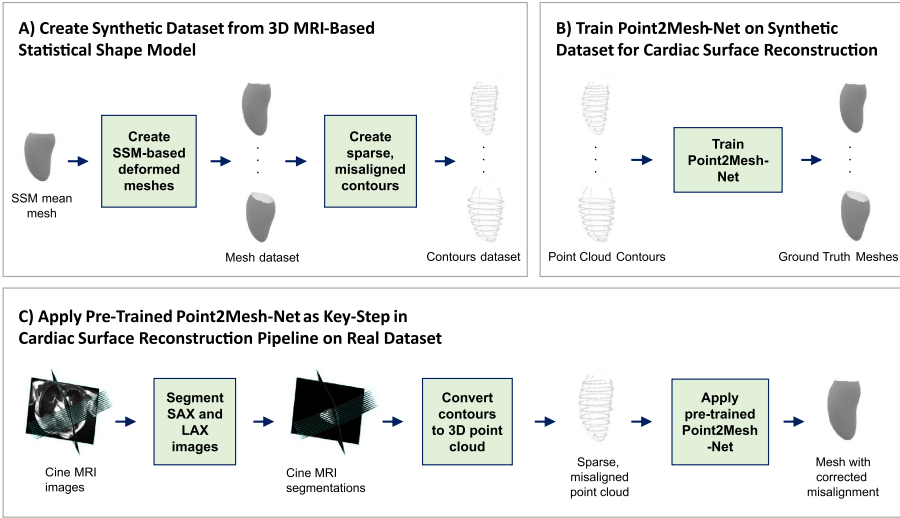 A) Create Synthetic Dataset from 3D MRI-Based
Statistical Shape Model
SSM mean
mesh
Create
SSM-based
deformed
meshes
Mesh dataset
Create
sparse,
misaligned
contours
Contours dataset
B) Train Point2Mesh-Net on Synthetic
Dataset for Cardiac Surface Reconstruction
Point Cloud Contours
Train
Point2Mesh-
Net
Ground Truth Meshes
C) Apply Pre-Trained Point2Mesh-Net as Key-Step in
Cardiac Surface Reconstruction Pipeline on Real Dataset
Cine MRI
images
Segment
SAX and
LAX
images
Cine MRI
segmentations
Convert
contours
to 3D point
cloud
Sparse,
misaligned
point cloud
Apply
pre-trained
Point2Mesh
-Net
Mesh with
corrected
misalignment